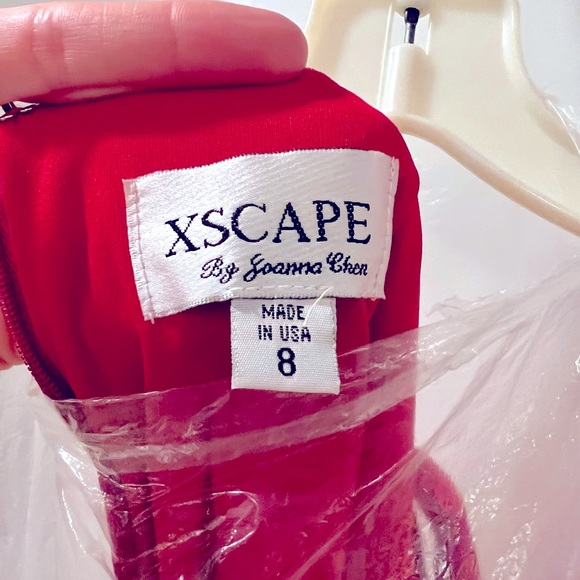 XSCAPE
By Joanna Chen
MADE
IN USA
8